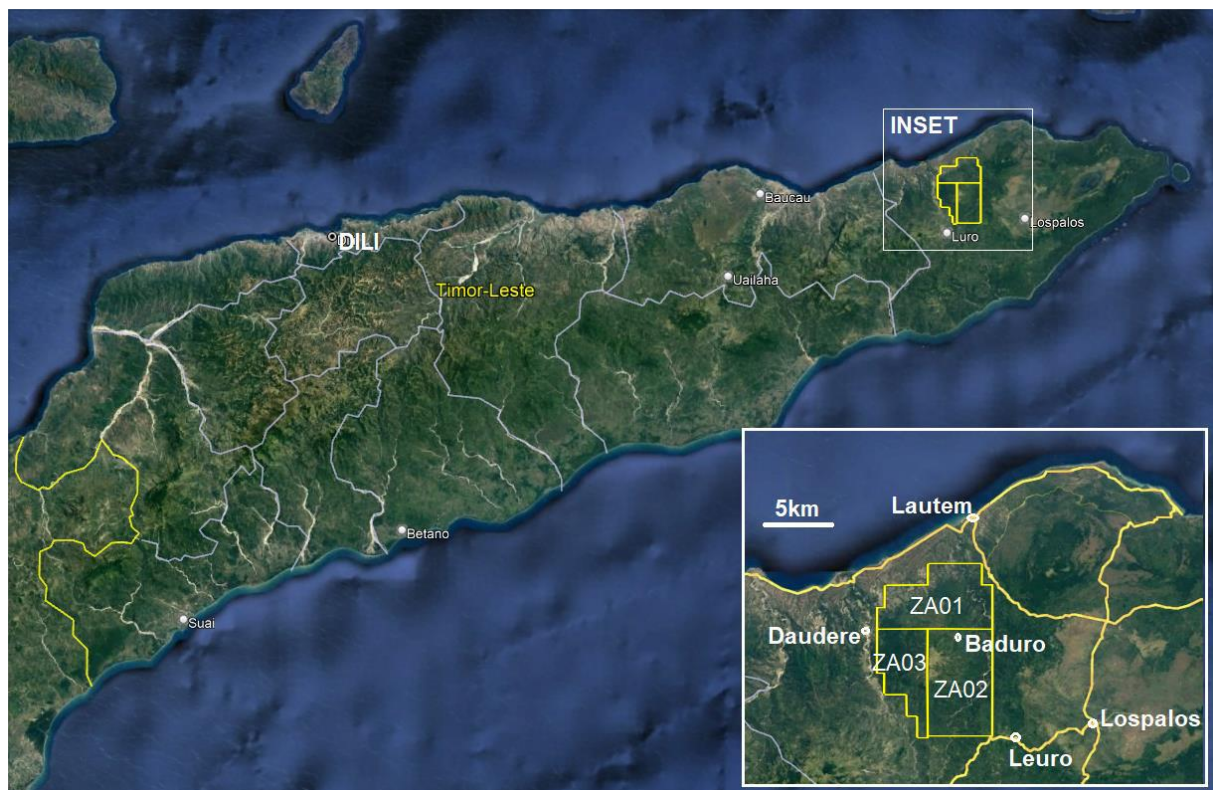 INSET
Baucau
Lospalos
DILI
Luro
Uailaha
Timor-Leste
Betano
Suai
5km
Lautem
ZA01
Daudere
Baduro
ZA03
ZA02
Lospalos
Leuro